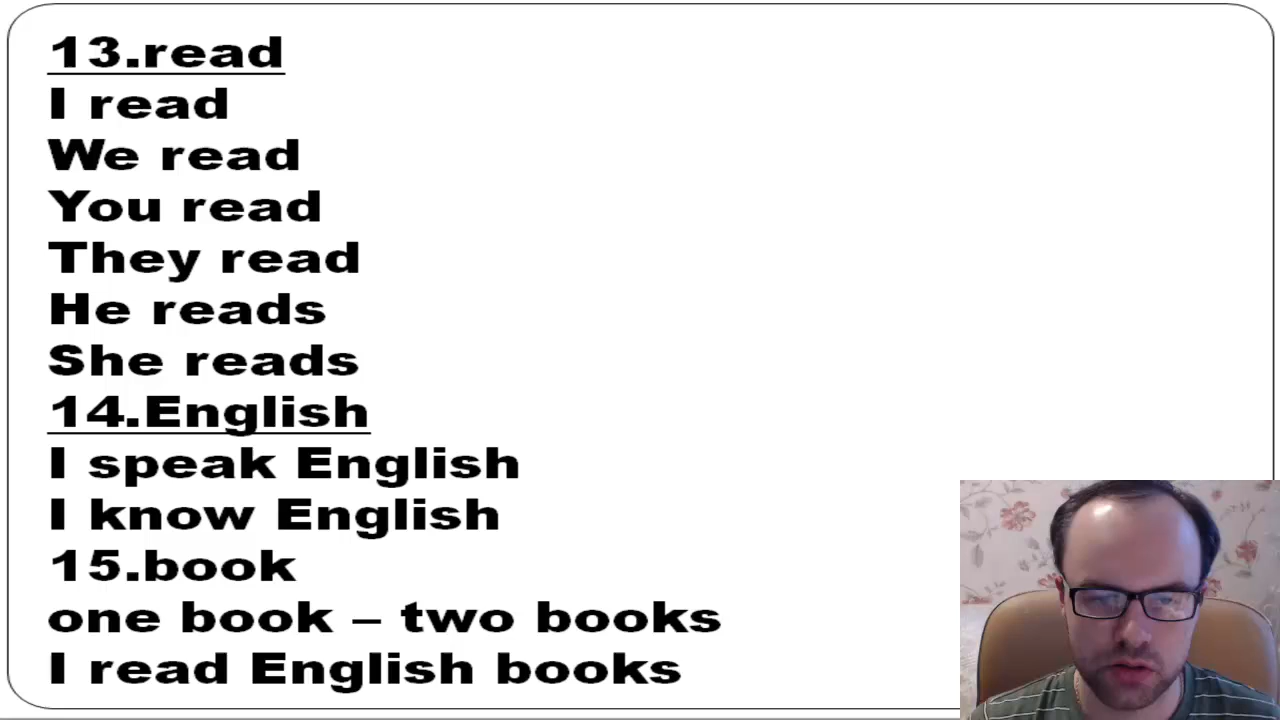 13.read
I read
We read
You read
They read
He reads
She reads
14.English
I speak English
I know English
15.book
one book – two books
I read English books